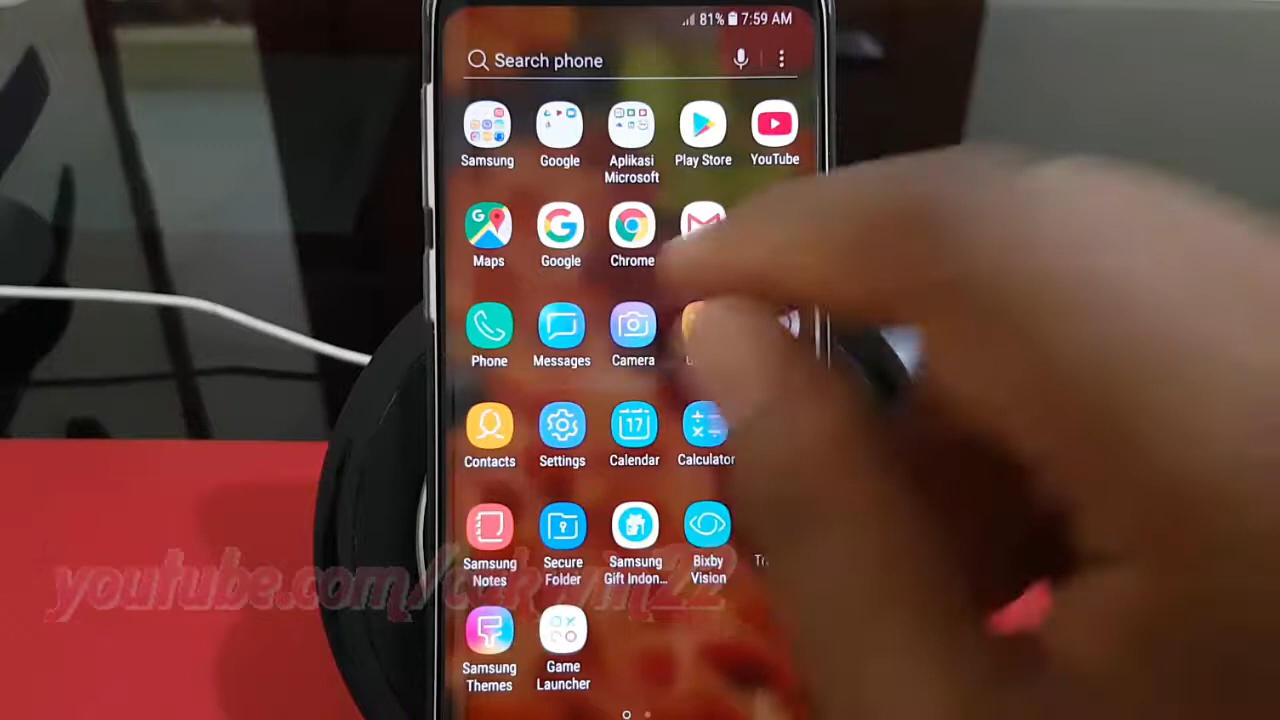 81% 7:59 AM
Search phone
Samsung Google Aplikasi Microsoft Play Store YouTube
Maps Google Chrome
Phone Messages Camera
Contacts Settings Calendar Calculator
17
Samsung Notes Secure Folder Samsung Gift Indon... Bixby Vision
Samsung Themes Game Launcher